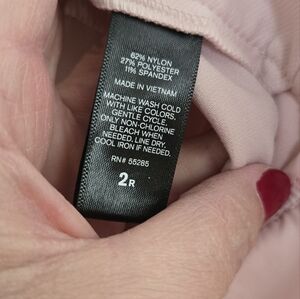 62% NYLON
27% POLYESTER
11% SPANDEX
MADE IN VIETNAM
MACHINE WASH COLD
WITH LIKE COLORS.
GENTLE CYCLE.
ONLY NON-CHLORINE
BLEACH WHEN
NEEDED. LINE DRY.
COOL IRON IF NEEDED.
RN# 55285
2R